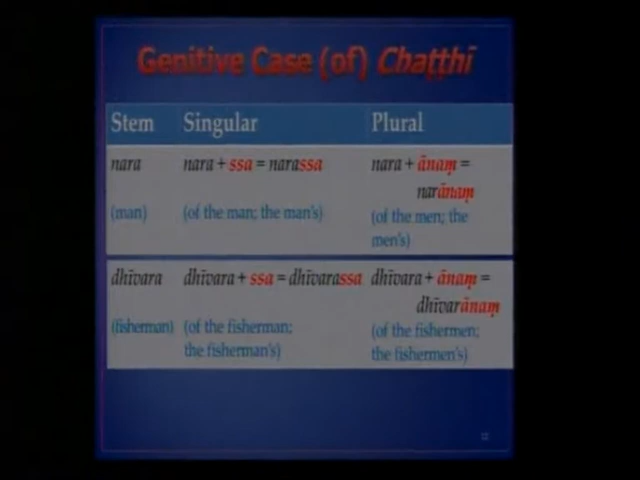 Genitive Case (of) Chaṭṭhī
Stem Singular Plural
nara nara + ssa = narassa nara + ānaṃ =
narānaṃ
(man) (of the man; the man's) (of the men; the
men's)
dhīvara dhīvara + ssa = dhīvarassa dhīvara + ānaṃ =
dhīvarānaṃ
(fisherman) (of the fisherman; (of the fishermen;
the fisherman's) the fishermen's)